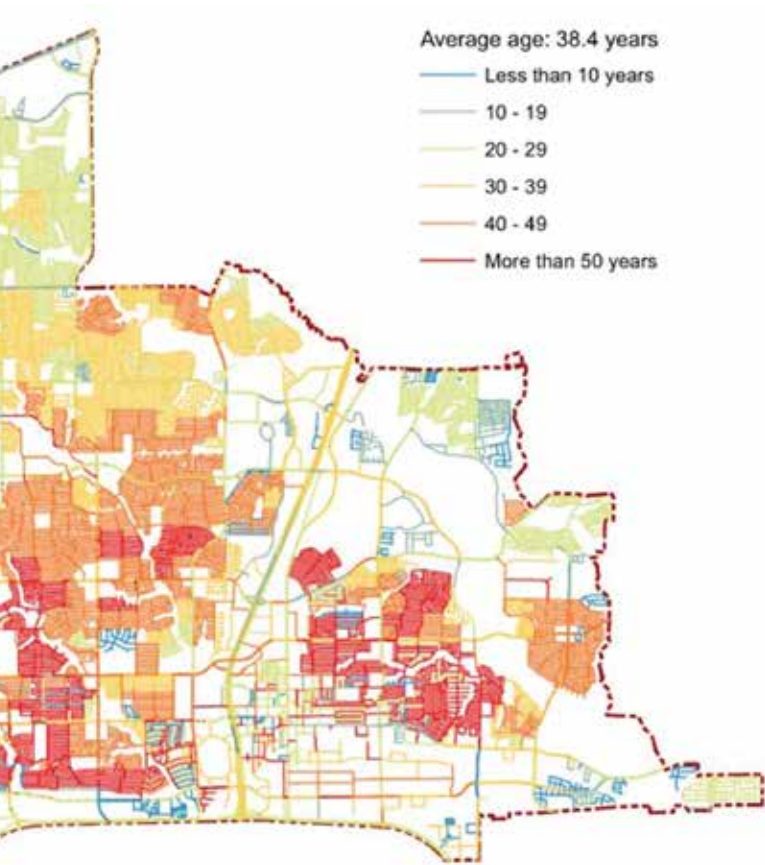 Average age: 38.4 years
Less than 10 years
10 - 19
20 - 29
30 - 39
40 - 49
More than 50 years